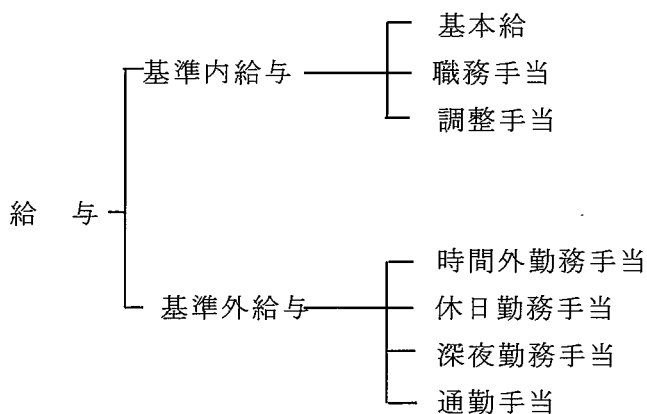 基本給
基準内給与
職務手当
調整手当
給 与
時間外勤務手当
基準外給与
休日勤務手当
深夜勤務手当
通勤手当